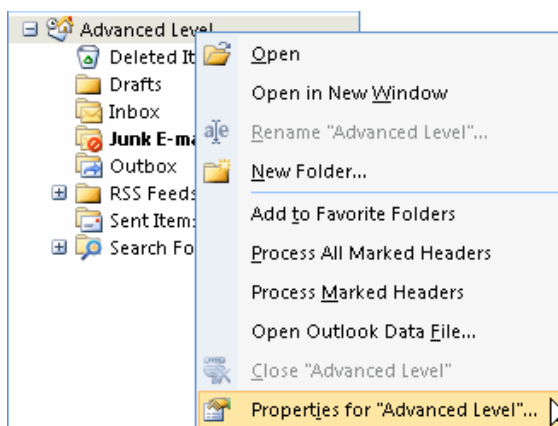 Advanced Level
Deleted It
Drafts
Inbox
Junk E-ma
Outbox
RSS Feeds
Sent Items
Search Fo
Open
Open in New Window
Rename "Advanced Level"...
New Folder...
Add to Favorite Folders
Process All Marked Headers
Process Marked Headers
Open Outlook Data File...
Close "Advanced Level"
Properties for "Advanced Level"...